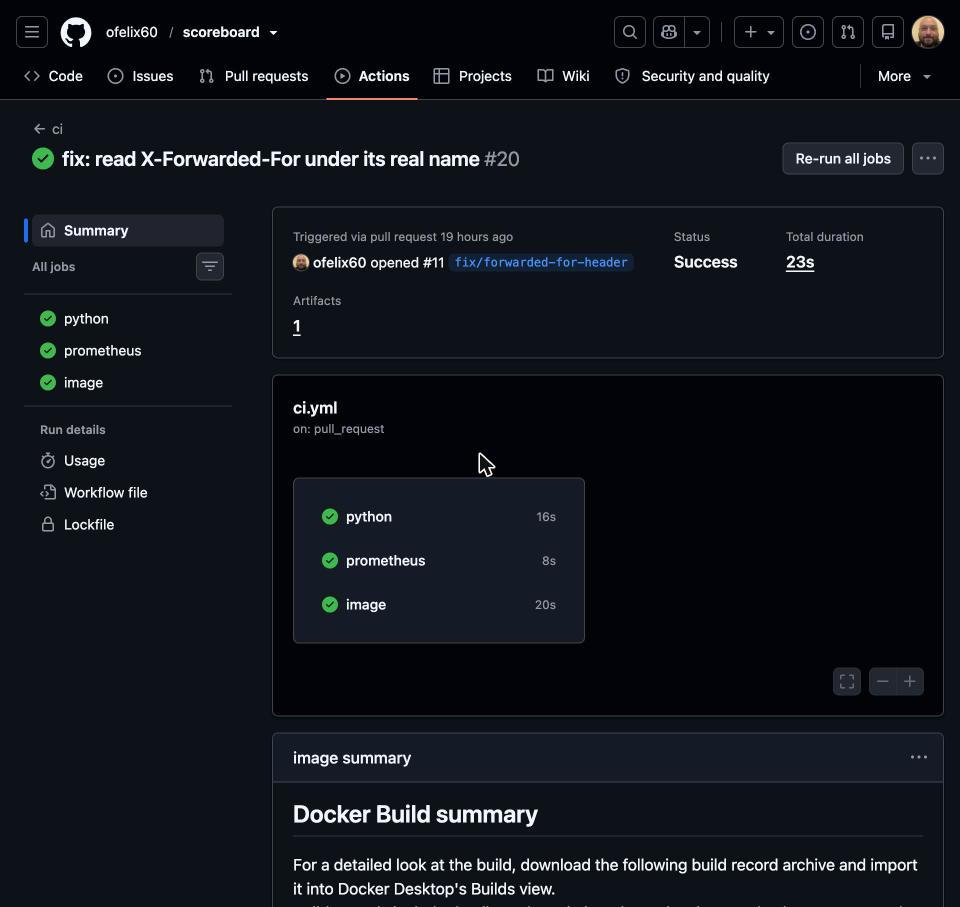 ofelix60 / scoreboard
Code Issues Pull requests Actions Projects Wiki Security and quality More
ci
fix: read X-Forwarded-For under its real name #20
Re-run all jobs
Summary
All jobs
python
prometheus
image
Run details
Usage
Workflow file
Lockfile
Triggered via pull request 19 hours ago
ofelix60 opened #11 fix/forwarded-for-header
Status
Success
Total duration
23s
Artifacts
1
ci.yml
on: pull_request
python 16s
prometheus 8s
image 20s
image summary
Docker Build summary
For a detailed look at the build, download the following build record archive and import
it into Docker Desktop's Builds view.